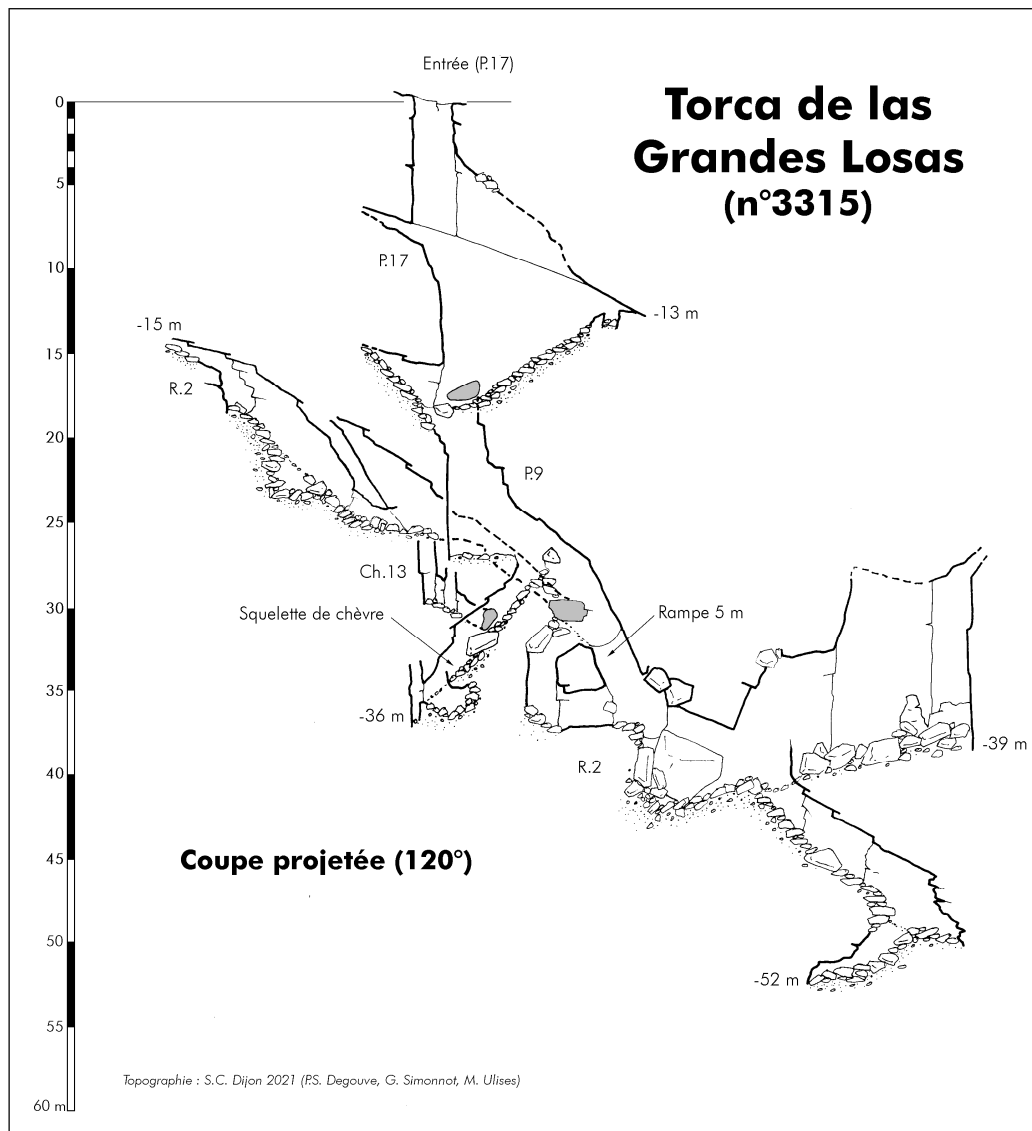 Entrée (P.17)
Torca de las
Grandes Losas
(n°3315)
0
5
10
15
20
25
30
35
40
45
50
55
60 m
P.17
-13 m
-15 m
R.2
P.9
Ch.13
Squelette de chèvre
Rampe 5 m
-36 m
R.2
-39 m
Coupe projetée (120°)
-52 m
Topographie : S.C. Dijon 2021 (P.S. Degouve, G. Simonnot, M. Ulises)